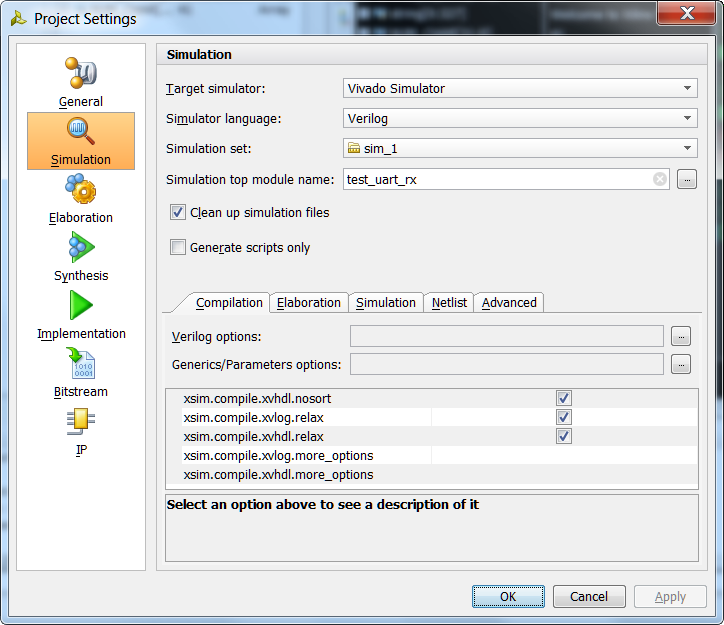 Project Settings
General
Simulation
Elaboration
Synthesis
Implementation
Bitstream
IP
Simulation
Target simulator: Vivado Simulator
Simulator language: Verilog
Simulation set: sim_1
Simulation top module name: test_uart_rx ...
Clean up simulation files
Generate scripts only
Compilation Elaboration Simulation Netlist Advanced
Verilog options: ...
Generics/Parameters options: ...
xsim.compile.xvhdl.nosort
xsim.compile.xvlog.relax
xsim.compile.xvhdl.relax
xsim.compile.xvlog.more_options
xsim.compile.xvhdl.more_options
Select an option above to see a description of it
OK Cancel Apply